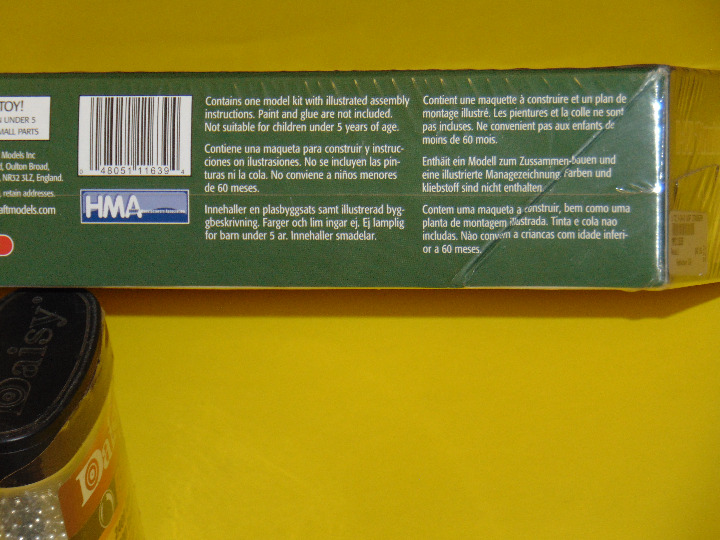 TOY!
UNDER 5
MALL PARTS
Models Inc
Oulton Broad,
NR32 3LZ, England.
retain addresses.
aftmodels.com
0 48051 11639 4
HMA
Contains one model kit with illustrated assembly
instructions. Paint and glue are not included.
Not suitable for children under 5 years of age.
Contiene una maqueta para construir y instruc-
ciones on ilustrasiones. No se incluyen las pin-
turas ni la cola. No conviene a niños menores
de 60 meses.
Innehaller en plasbyggsats samt illustrerad byg-
gbeskrivning. Farger och lim ingar ej. Ej lamplig
for barn under 5 ar. Innehaller smadelar.
Contient une maquette à construire et un plan de
montage illustré. Les pientures et la colle ne sont
pas incluses. Ne convenient pas aux enfants de
moins de 60 mois.
Enthäit ein Modell zum Zussammen-bauen und
eine illustrierte Managezeichnung Farben und
kliebstoff sind nicht enthalten
Contem uma maqueta a construir, bem como uma
planta de montagem illustrada. Tinta e cola nao
includas. Não convem a criancas com idade inferi-
or a 60 meses.
Daisy
Dai